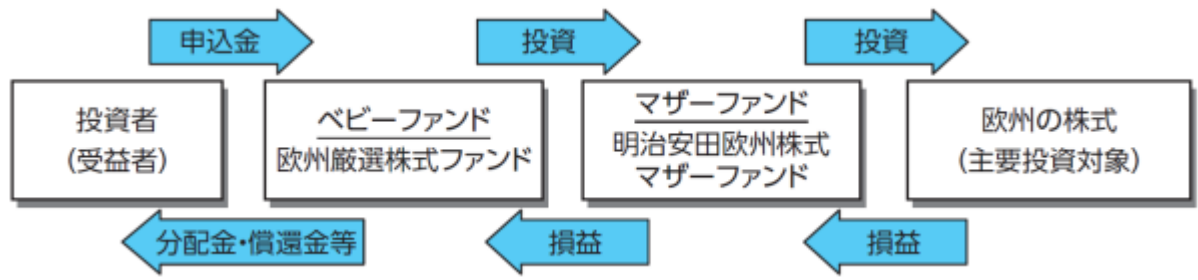 申込金
投資
投資
投資者
(受益者)
ベビーファンド
欧州厳選株式ファンド
マザーファンド
明治安田欧州株式
マザーファンド
欧州の株式
(主要投資対象)
分配金・償還金等
損益
損益